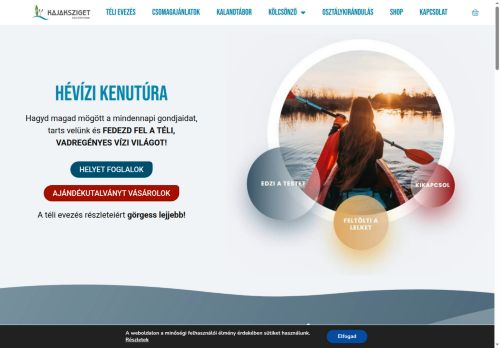 KAJAKSZIGET
TÉLI EVEZÉS
CSOMAGAJÁNLATOK
KALANDTÁBOR
KÖLCSÖNZŐ
OSZTÁLYKIRÁNDULÁS
SHOP
KAPCSOLAT
HÉVÍZI KENUTÚRA
Hagyd magad mögött a mindennapi gondjaidat,
tarts velünk és FEDEZD FEL A TÉLI,
VADREGÉNYES VÍZI VILÁGOT!
HELYET FOGLALOK
AJÁNDÉKUTALVÁNYT VÁSÁROLOK
A téli evezés részleteiért görgess lejjebb!
EDZI A TESTET
FELTÖLTI A
LELKET
KIKAPCSOL
A weboldalon a minőségi felhasználói élmény érdekében sütiket használunk.
Részletek
Elfogad